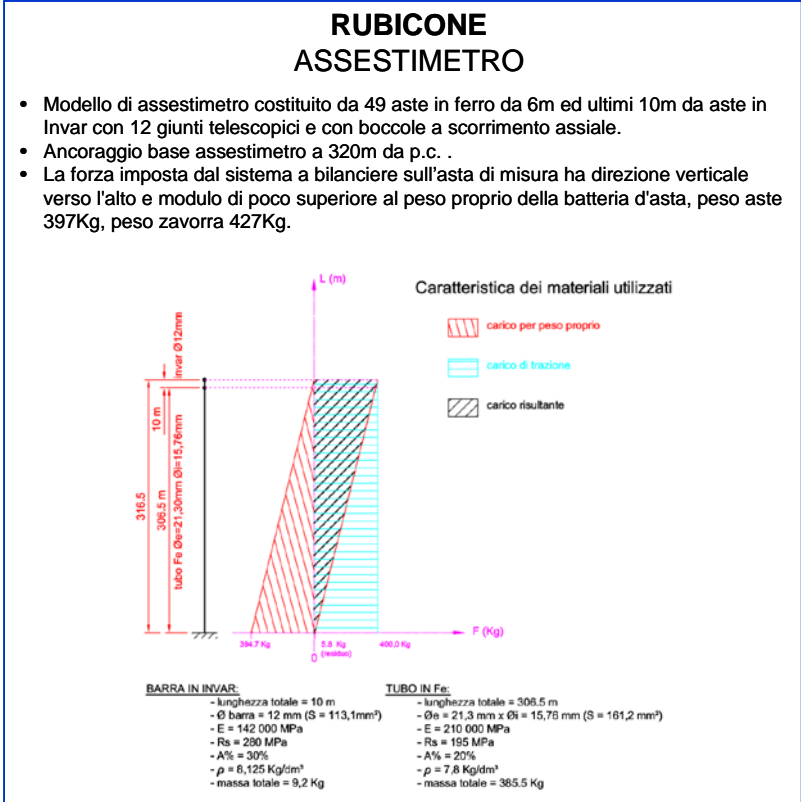 RUBICONE
ASSESTIMETRO
• Modello di assestimetro costituito da 49 aste in ferro da 6m ed ultimi 10m da aste in
Invar con 12 giunti telescopici e con boccole a scorrimento assiale.
• Ancoraggio base assestimetro a 320m da p.c. .
• La forza imposta dal sistema a bilanciere sull'asta di misura ha direzione verticale
verso l'alto e modulo di poco superiore al peso proprio della batteria d'asta, peso aste
397Kg, peso zavorra 427Kg.
L (m)
Caratteristica dei materiali utilizzati
carico per peso proprio
carico di trazione
carico risultante
invar Ø12mm
10 m
316.5
306.5 m
tubo Fe Øe=21,30mm Øi=15,76mm
F (Kg)
394.7 Kg
5.8 Kg
(residuo)
400,0 Kg
0
BARRA IN INVAR:
- lunghezza totale = 10 m
- Ø barra = 12 mm (S = 113,1mm²)
- E = 142 000 MPa
- Rs = 280 MPa
- A% = 30%
- ρ = 8,125 Kg/dm³
- massa totale = 9,2 Kg
TUBO IN Fe:
- lunghezza totale = 306.5 m
- Øe = 21,3 mm x Øi = 15,76 mm (S = 161,2 mm²)
- E = 210 000 MPa
- Rs = 195 MPa
- A% = 20%
- ρ = 7,8 Kg/dm³
- massa totale = 385.5 Kg